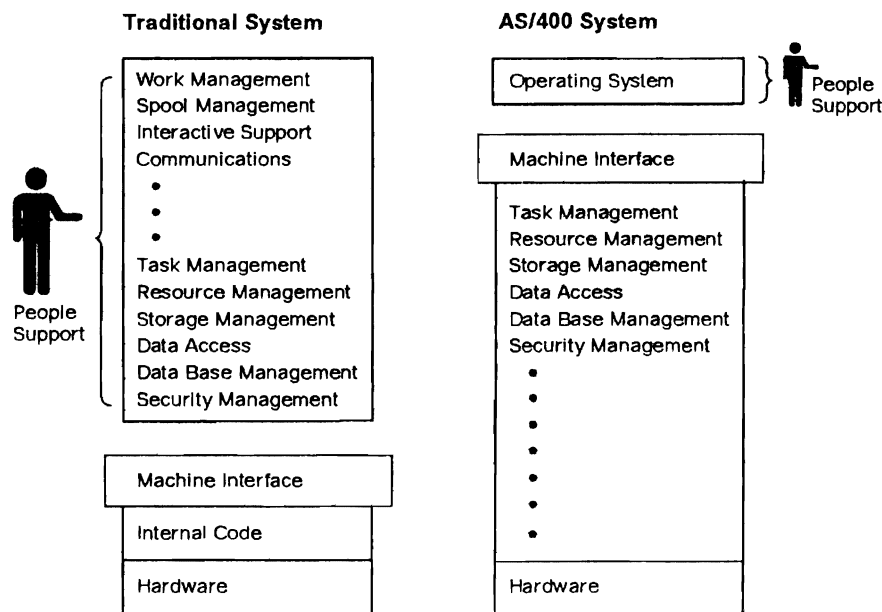 Traditional System
Work Management
Spool Management
Interactive Support
Communications
Task Management
Resource Management
Storage Management
Data Access
Data Base Management
Security Management
People
Support
Machine Interface
Internal Code
Hardware
AS/400 System
Operating System
People
Support
Machine Interface
Task Management
Resource Management
Storage Management
Data Access
Data Base Management
Security Management
Hardware